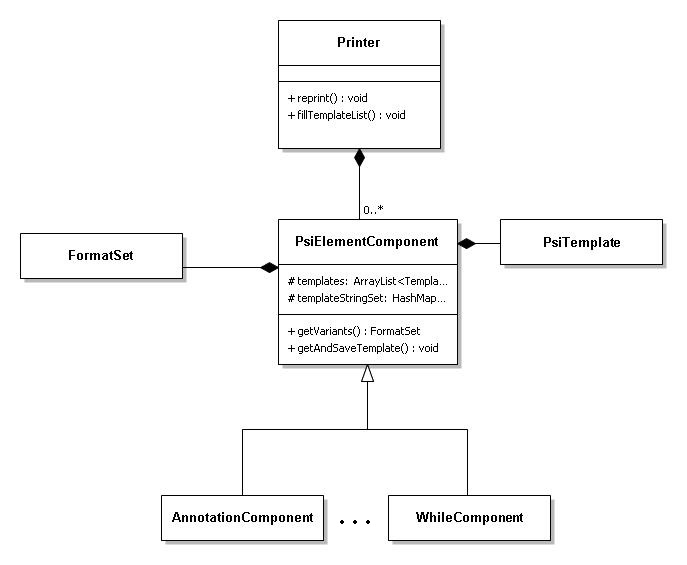 Printer
+ reprint() : void
+ fillTemplateList() : void
0..*
PsiElementComponent
# templates: ArrayList<Templa...
# templateStringSet: HashMap...
+ getVariants() : FormatSet
+ getAndSaveTemplate() : void
FormatSet
PsiTemplate
AnnotationComponent
. . .
WhileComponent